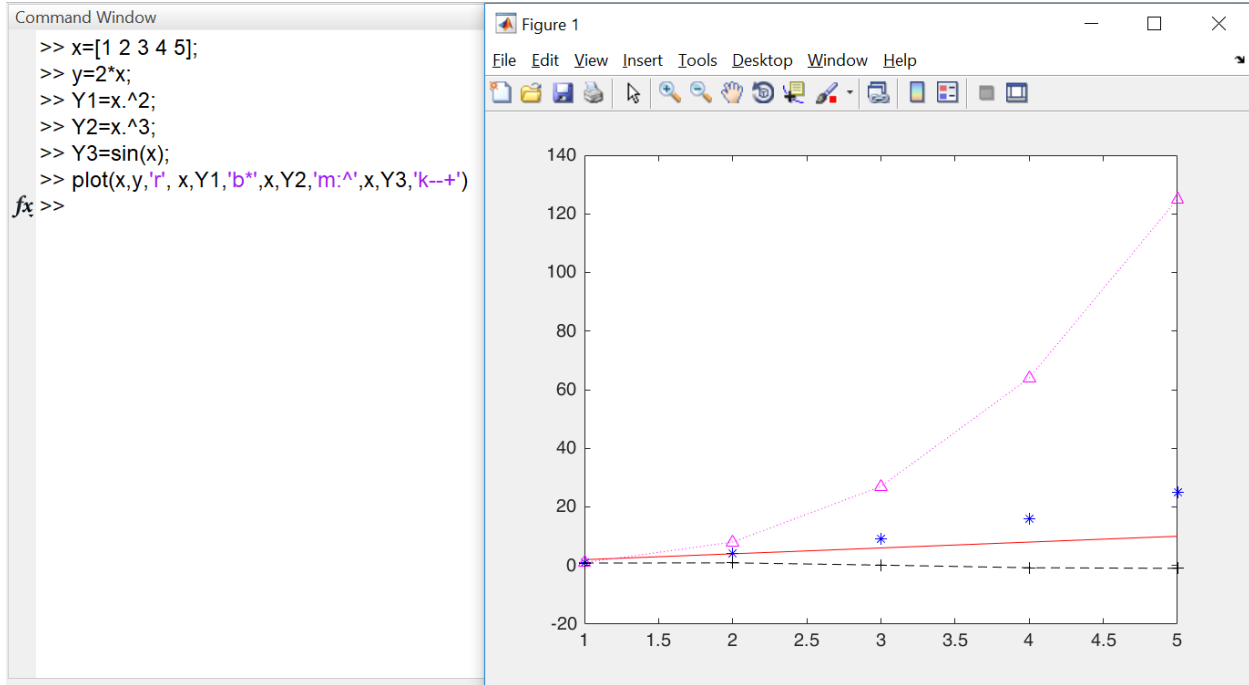 Command Window
>> x=[1 2 3 4 5];
>> y=2*x;
>> Y1=x.^2;
>> Y2=x.^3;
>> Y3=sin(x);
>> plot(x,y,'r', x,Y1,'b*',x,Y2,'m:^',x,Y3,'k--+')
fx >>
Figure 1
File Edit View Insert Tools Desktop Window Help
140
120
100
80
60
40
20
0
-20
1 1.5 2 2.5 3 3.5 4 4.5 5